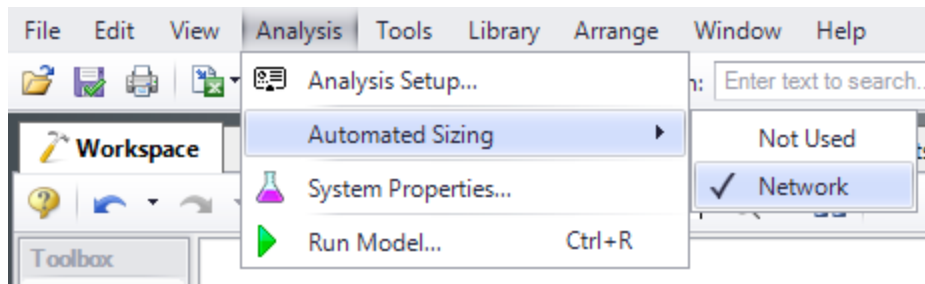 File Edit View Analysis Tools Library Arrange Window Help
Analysis Setup...
Enter text to search..
Automated Sizing
Not Used
Workspace
System Properties...
Network
Run Model... Ctrl+R
Toolbox